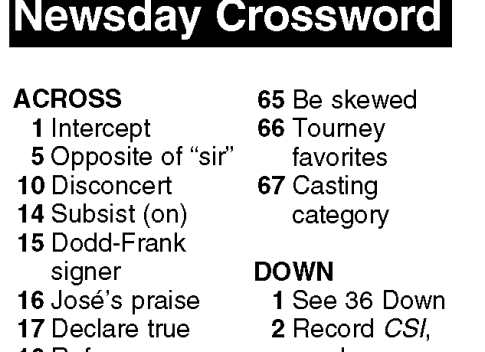 Newsday Crossword
ACROSS
1 Intercept
5 Opposite of “sir”
10 Disconcert
14 Subsist (on)
15 Dodd-Frank
signer
16 José’s praise
17 Declare true
65 Be skewed
66 Tourney
favorites
67 Casting
category
DOWN
1 See 36 Down
2 Record CSI,